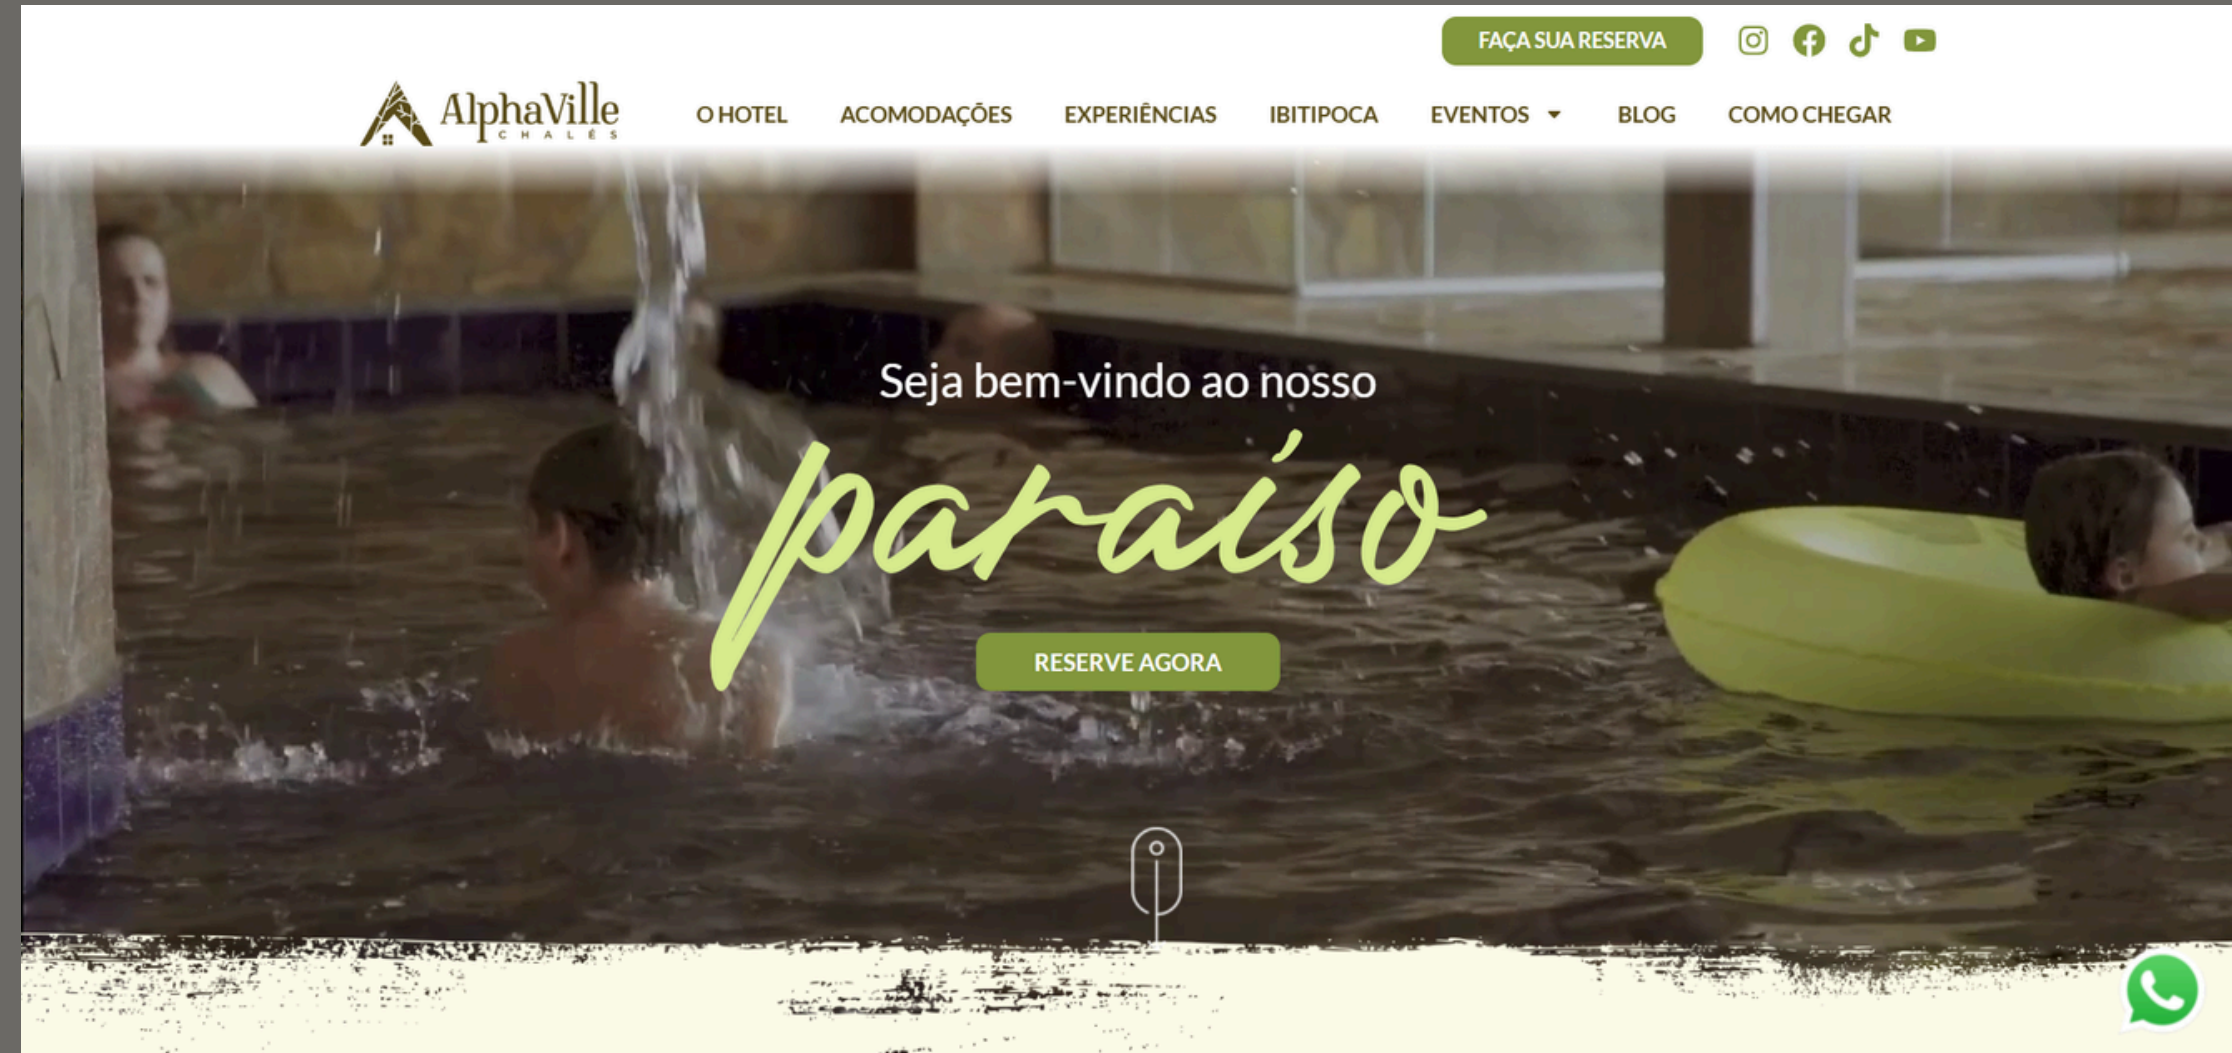 FAÇA SUA RESERVA
AlphaVille
CHALÉS
O HOTEL
ACOMODAÇÕES
EXPERIÊNCIAS
IBITIPOCA
EVENTOS
BLOG
COMO CHEGAR
Seja bem-vindo ao nosso
paraíso
RESERVE AGORA